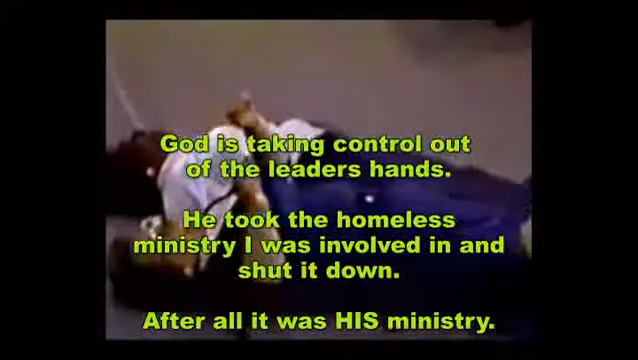 God is taking control out
of the leaders hands.
He took the homeless
ministry I was involved in and
shut it down.
After all it was HIS ministry.